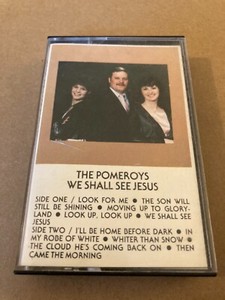 THE POMEROYS
WE SHALL SEE JESUS
SIDE ONE / LOOK FOR ME • THE SON WILL
STILL BE SHINING • MOVING UP TO GLORY-
LAND • LOOK UP, LOOK UP • WE SHALL SEE
JESUS
SIDE TWO / I'LL BE HOME BEFORE DARK • IN
MY ROBE OF WHITE • WHITER THAN SNOW •
THE CLOUD HE'S COMING BACK ON • THEN
CAME THE MORNING